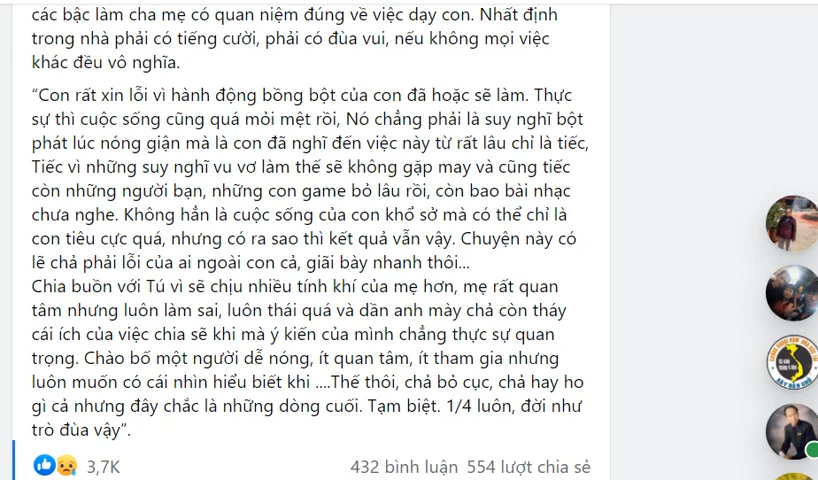 các bậc làm cha mẹ có quan niệm đúng về việc dạy con. Nhất định
trong nhà phải có tiếng cười, phải có đùa vui, nếu không mọi việc
khác đều vô nghĩa.
“Con rất xin lỗi vì hành động bồng bột của con đã hoặc sẽ làm. Thực
sự thì cuộc sống cũng quá mỏi mệt rồi, Nó chẳng phải là suy nghĩ bột
phát lúc nóng giận mà là con đã nghĩ đến việc này từ rất lâu chỉ là tiếc,
Tiếc vì những suy nghĩ vu vơ làm thế sẽ không gặp may và cũng tiếc
còn những người bạn, những con game bỏ lâu rồi, còn bao bài nhạc
chưa nghe. Không hẳn là cuộc sống của con khổ sở mà có thể chỉ là
con tiêu cực quá, nhưng có ra sao thì kết quả vẫn vậy. Chuyện này có
lẽ chả phải lỗi của ai ngoài con cả, giãi bày nhanh thôi...
Chia buồn với Tú vì sẽ chịu nhiều tính khí của mẹ hơn, mẹ rất quan
tâm nhưng luôn làm sai, luôn thái quá và dần anh mày chả còn tháy
cái ích của việc chia sẽ khi mà ý kiến của mình chẳng thực sự quan
trọng. Chào bố một người dễ nóng, ít quan tâm, ít tham gia nhưng
luôn muốn có cái nhìn hiểu biết khi ....Thế thôi, chả bỏ cục, chả hay ho
gì cả nhưng đây chắc là những dòng cuối. Tạm biệt. 1/4 luôn, đời như
trò đùa vậy”.
3,7K 432 bình luận 554 lượt chia sẻ
XÂY DÂN CHỦ